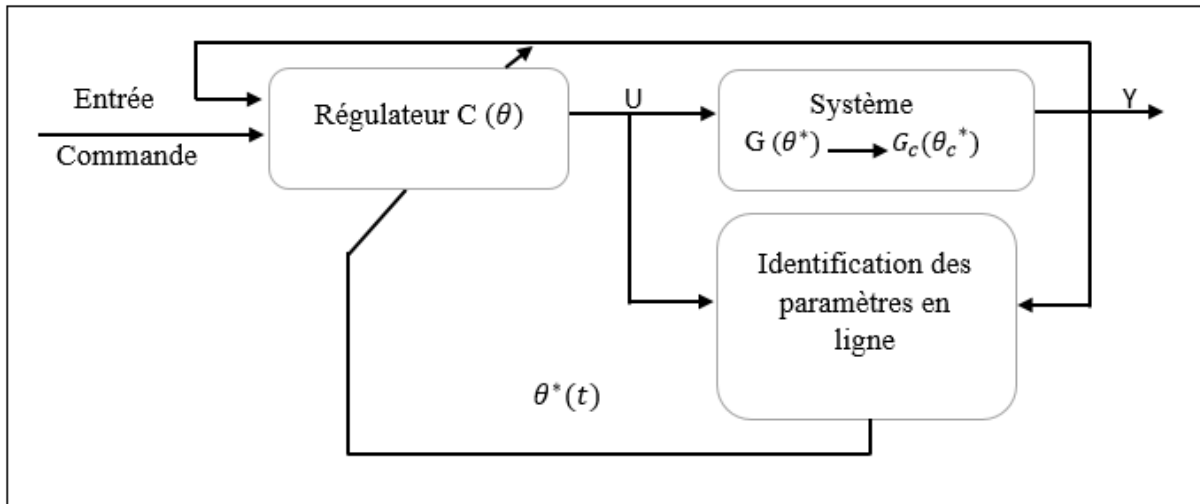 Entrée
Commande
Régulateur C (θ)
U
Système
G (θ*) → G_c(θ_c*)
Y
Identification des
paramètres en
ligne
θ*(t)